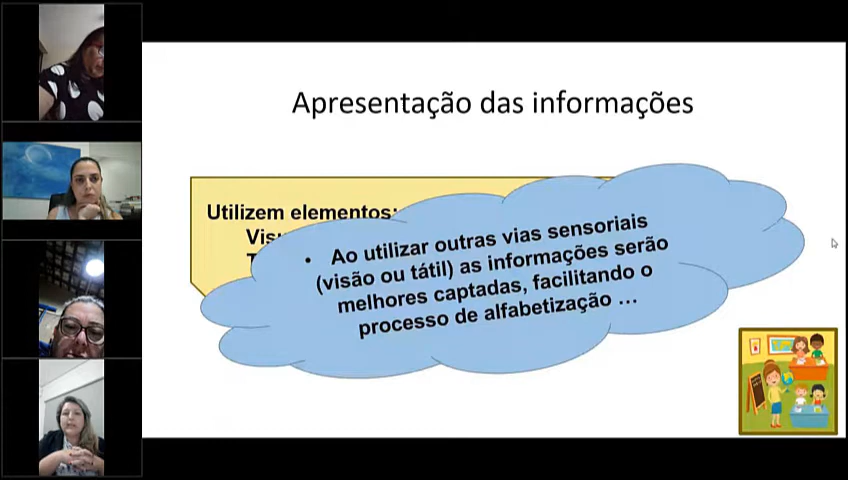 Apresentação das informações
Utilizem elementos:
• Ao utilizar outras vias sensoriais
(visão ou tátil) as informações serão
melhores captadas, facilitando o
processo de alfabetização ...